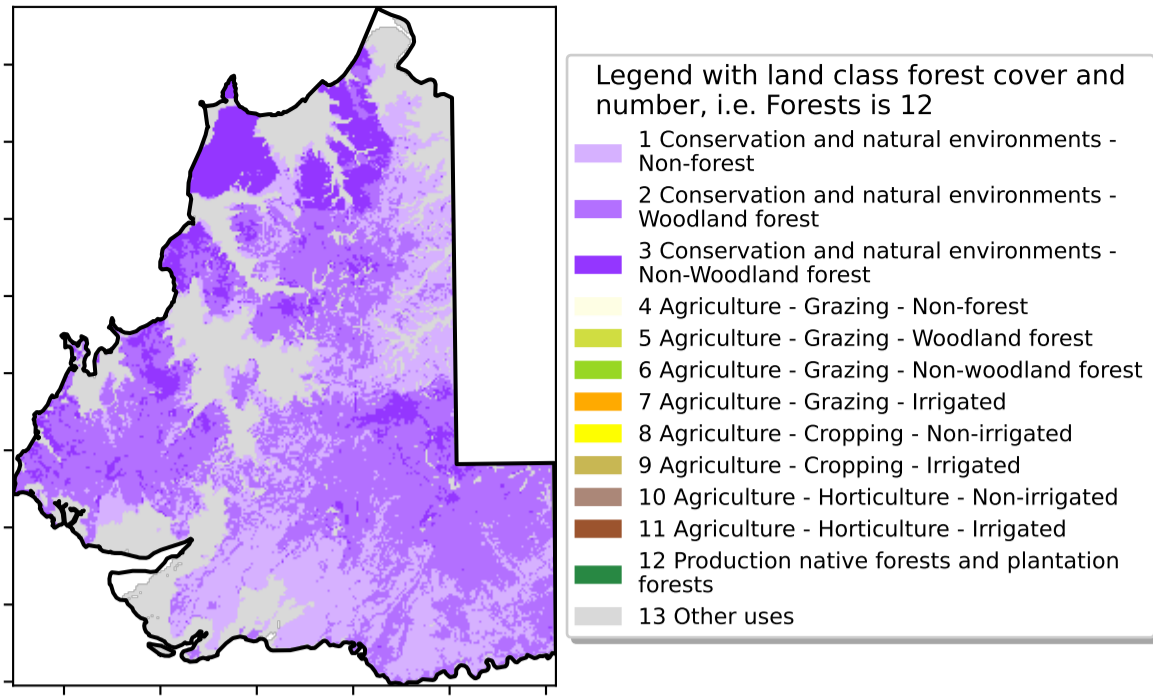 Legend with land class forest cover and
number, i.e. Forests is 12
1 Conservation and natural environments -
Non-forest
2 Conservation and natural environments -
Woodland forest
3 Conservation and natural environments -
Non-Woodland forest
4 Agriculture - Grazing - Non-forest
5 Agriculture - Grazing - Woodland forest
6 Agriculture - Grazing - Non-woodland forest
7 Agriculture - Grazing - Irrigated
8 Agriculture - Cropping - Non-irrigated
9 Agriculture - Cropping - Irrigated
10 Agriculture - Horticulture - Non-irrigated
11 Agriculture - Horticulture - Irrigated
12 Production native forests and plantation
forests
13 Other uses